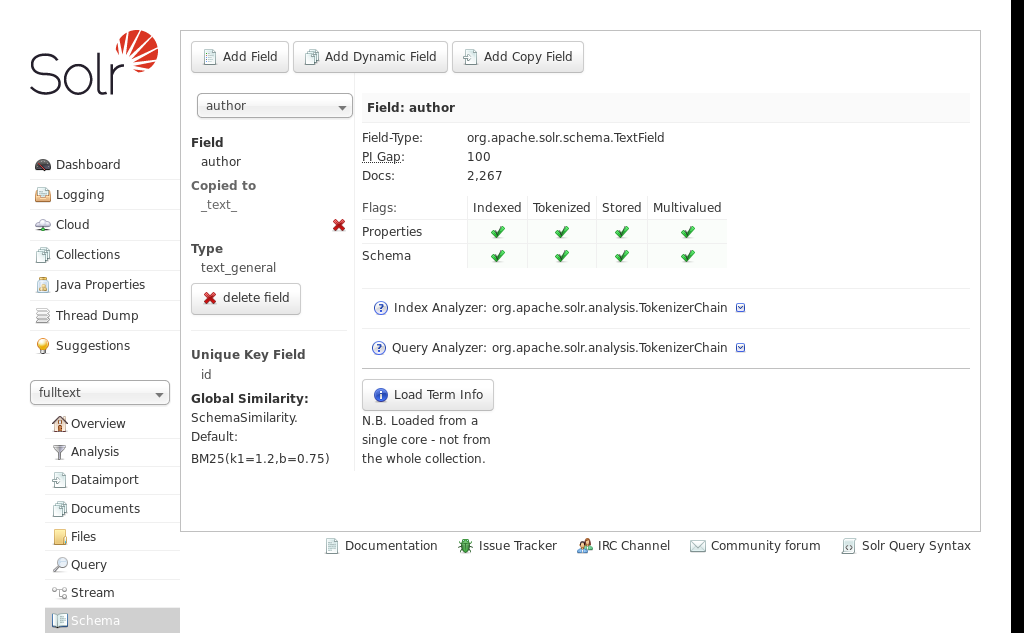 Solr
Dashboard
Logging
Cloud
Collections
Java Properties
Thread Dump
Suggestions
fulltext
Overview
Analysis
Dataimport
Documents
Files
Query
Stream
Schema
Add Field Add Dynamic Field Add Copy Field
author
Field
author
Copied to
_text_
Type
text_general
delete field
Unique Key Field
id
Global Similarity:
SchemaSimilarity.
Default:
BM25(k1=1.2,b=0.75)
Field: author
Field-Type: org.apache.solr.schema.TextField
PI Gap: 100
Docs: 2,267
Flags: Indexed Tokenized Stored Multivalued
Properties
Schema
Index Analyzer: org.apache.solr.analysis.TokenizerChain
Query Analyzer: org.apache.solr.analysis.TokenizerChain
Load Term Info
N.B. Loaded from a
single core - not from
the whole collection.
Documentation Issue Tracker IRC Channel Community forum Solr Query Syntax